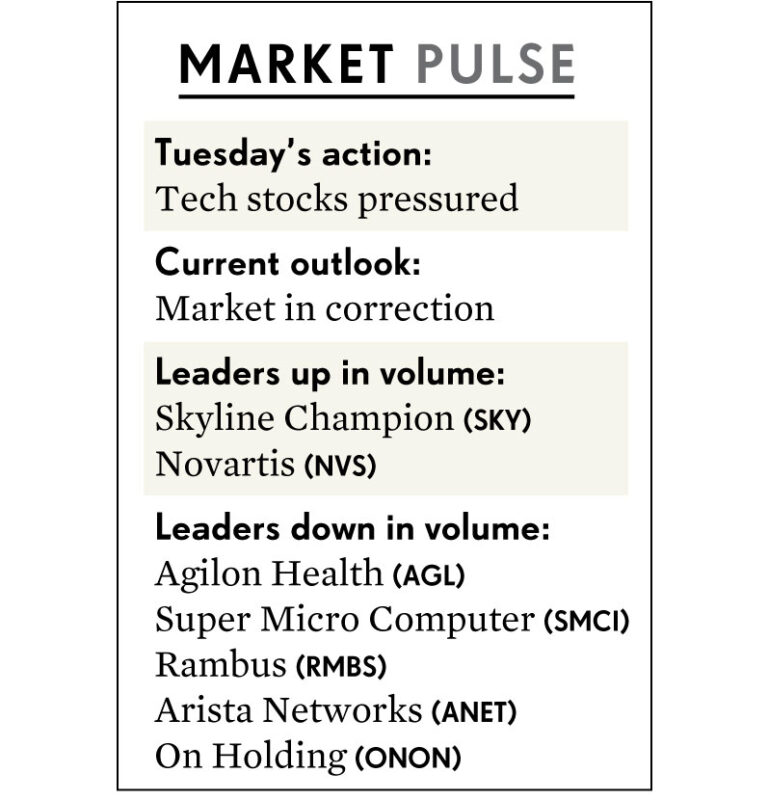 MARKET PULSE
Tuesday’s action:
Tech stocks pressured
Current outlook:
Market in correction
Leaders up in volume:
Skyline Champion (SKY)
Novartis (NVS)
Leaders down in volume:
Agilon Health (AGL)
Super Micro Computer (SMCI)
Rambus (RMBS)
Arista Networks (ANET)
On Holding (ONON)